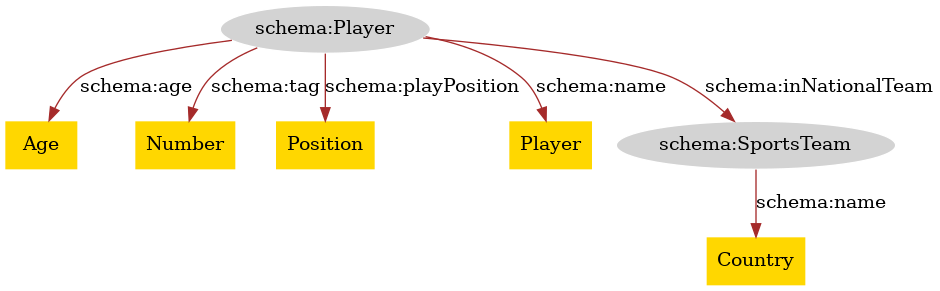 schema:Player
schema:age
schema:tag
schema:playPosition
schema:name
schema:inNationalTeam
Age
Number
Position
Player
schema:SportsTeam
schema:name
Country